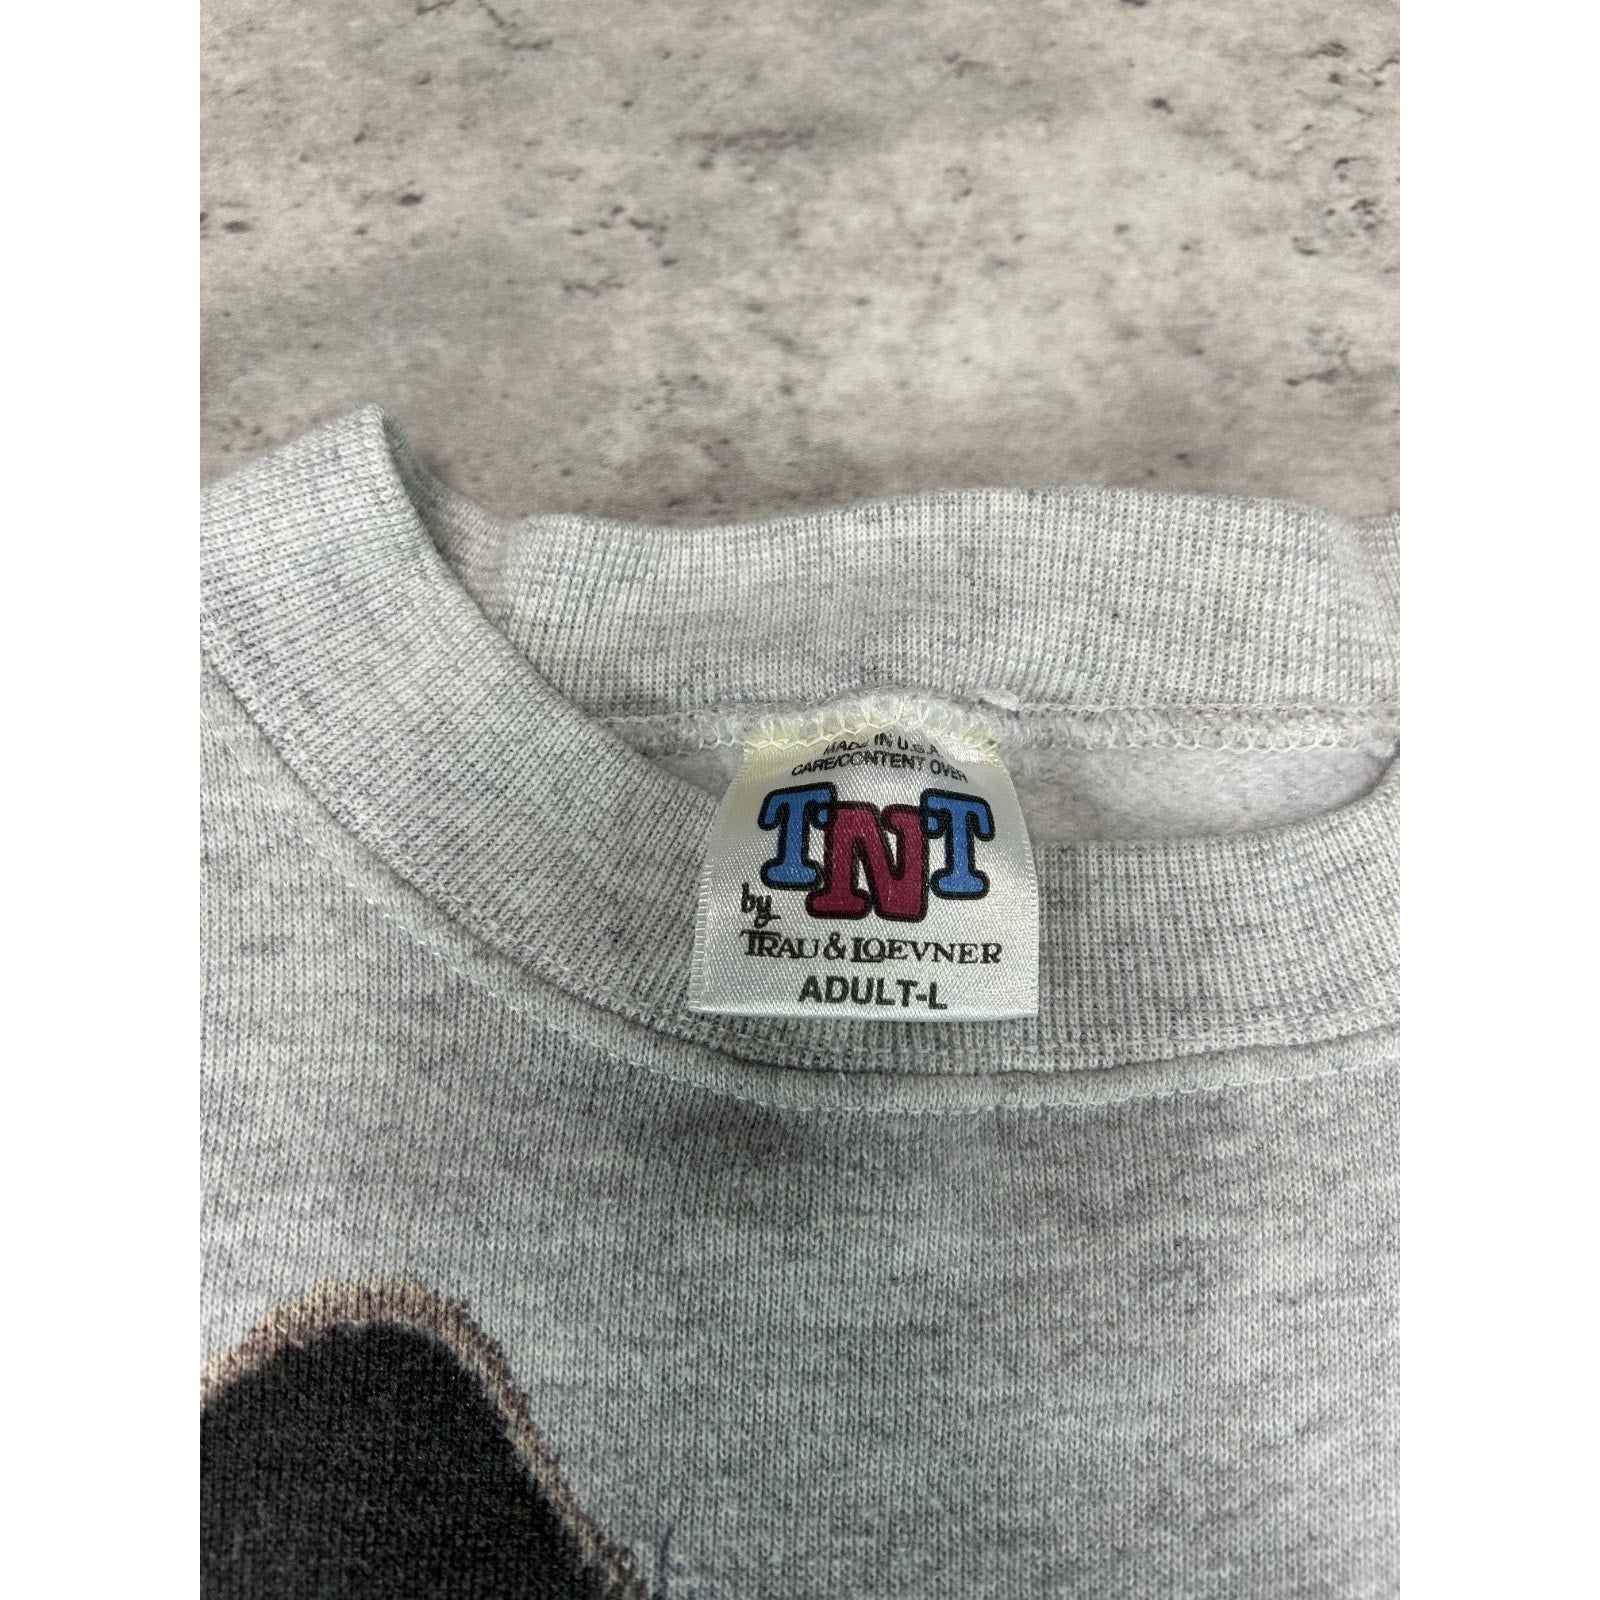 MADE IN U.S.A
CARE/CONTENT OVER
TNT
by
TRAU & LOEVNER
ADULT-L